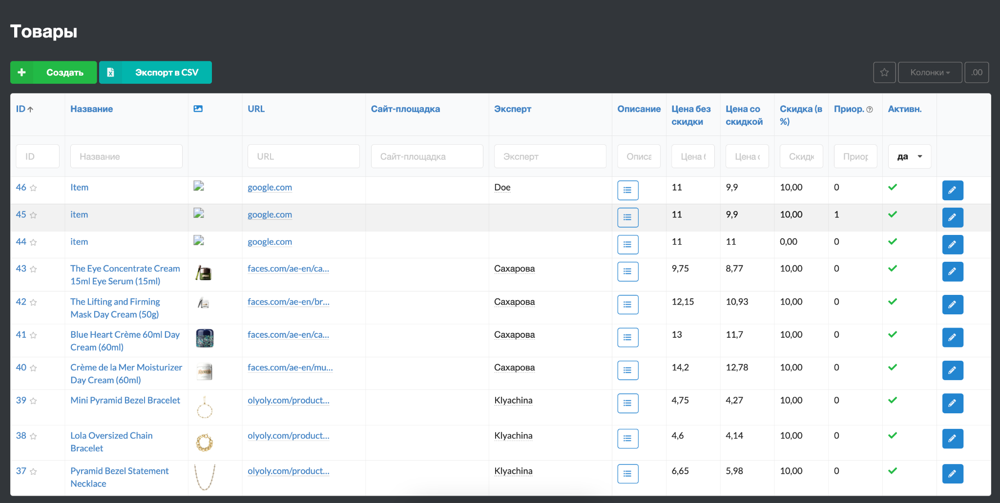 Товары
Создать Экспорт в CSV Колонки .00
ID Название URL Сайт-площадка Эксперт Описание Цена без скидки Цена со скидкой Скидка (в %) Приор. Активн.
ID Название URL Сайт-площадка Эксперт Цена Цена Приор да
46 Item google.com Doe 11 9,9 10,00 0
45 item google.com 11 9,9 10,00 1
44 item google.com 11 11 0,00 0
43 The Eye Concentrate Cream 15ml Eye Serum (15ml) faces.com/ae-en/ca... Сахарова 9,75 8,77 10,00 0
42 The Lifting and Firming Mask Day Cream (50g) faces.com/ae-en/br... Сахарова 12,15 10,93 10,00 0
41 Blue Heart Crème 60ml Day Cream (60ml) faces.com/ae-en/ca... Сахарова 13 11,7 10,00 0
40 Crème de la Mer Moisturizer Day Cream (60ml) faces.com/ae-en/mu... Сахарова 14,2 12,78 10,00 0
39 Mini Pyramid Bezel Bracelet olyoly.com/product... Klyachina 4,75 4,27 10,00 0
38 Lola Oversized Chain Bracelet olyoly.com/product... Klyachina 4,6 4,14 10,00 0
37 Pyramid Bezel Statement Necklace olyoly.com/product... Klyachina 6,65 5,98 10,00 0